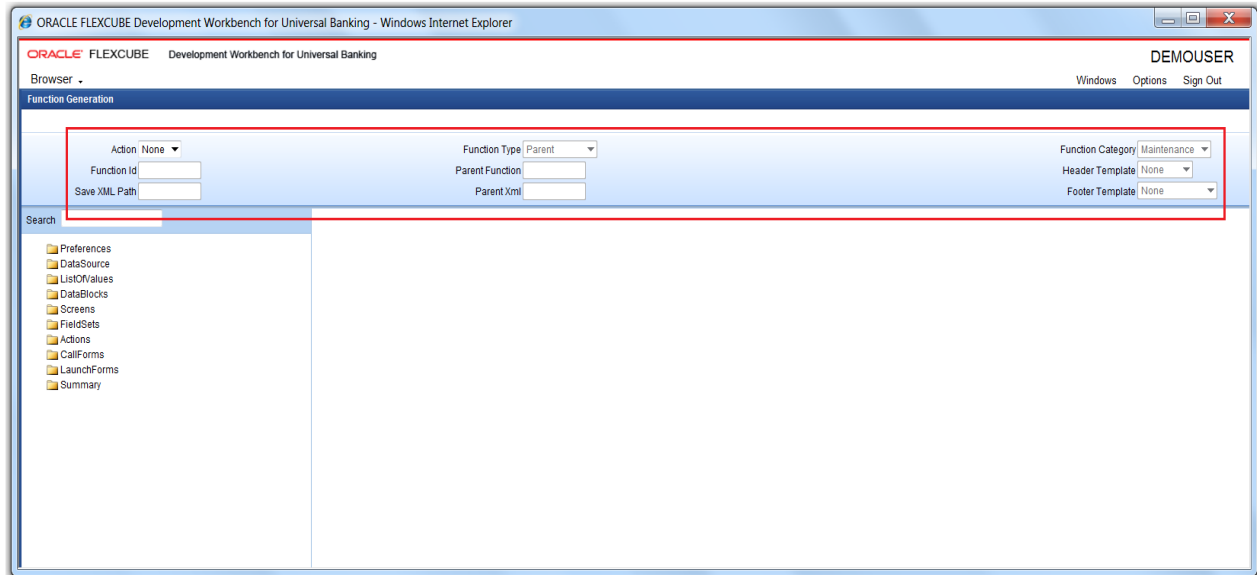 ORACLE FLEXCUBE Development Workbench for Universal Banking - Windows Internet Explorer
ORACLE FLEXCUBE Development Workbench for Universal Banking DEMOUSER
Browser Windows Options Sign Out
Function Generation
Action None Function Type Parent Function Category Maintenance
Function Id Parent Function Header Template None
Save XML Path Parent Xml Footer Template None
Search
Preferences
DataSource
ListOfValues
DataBlocks
Screens
FieldSets
Actions
CallForms
LaunchForms
Summary